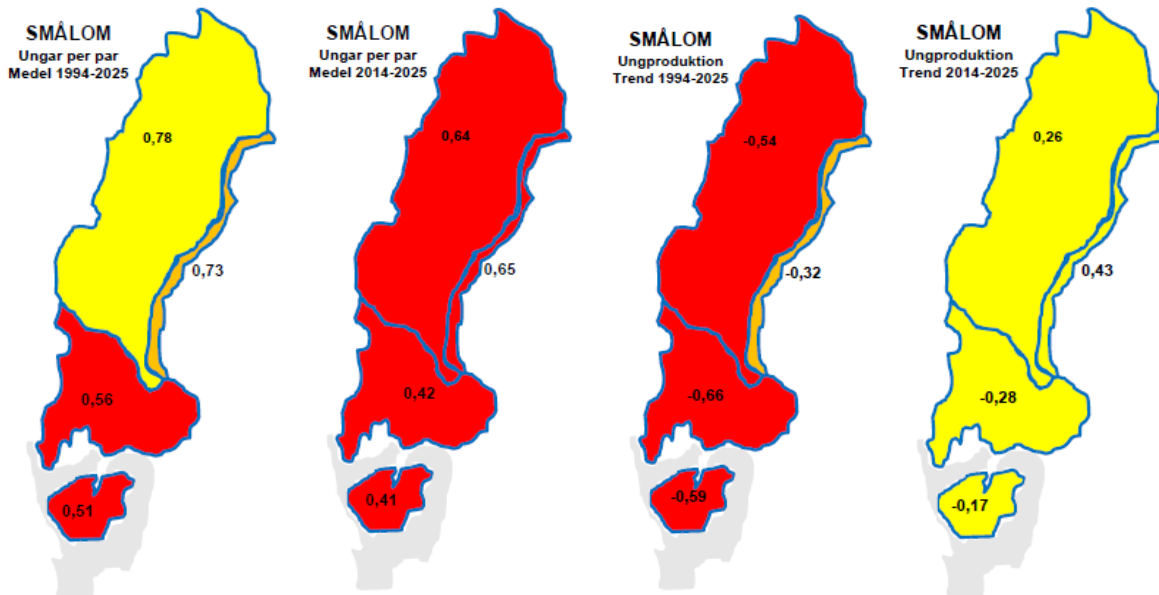 SMÅLOM
Ungar per par
Medel 1994-2025
0,78
0,73
0,56
0,51
SMÅLOM
Ungar per par
Medel 2014-2025
0,64
0,65
0,42
0,41
SMÅLOM
Ungproduktion
Trend 1994-2025
-0,54
-0,32
-0,66
-0,59
SMÅLOM
Ungproduktion
Trend 2014-2025
0,26
0,43
-0,28
-0,17